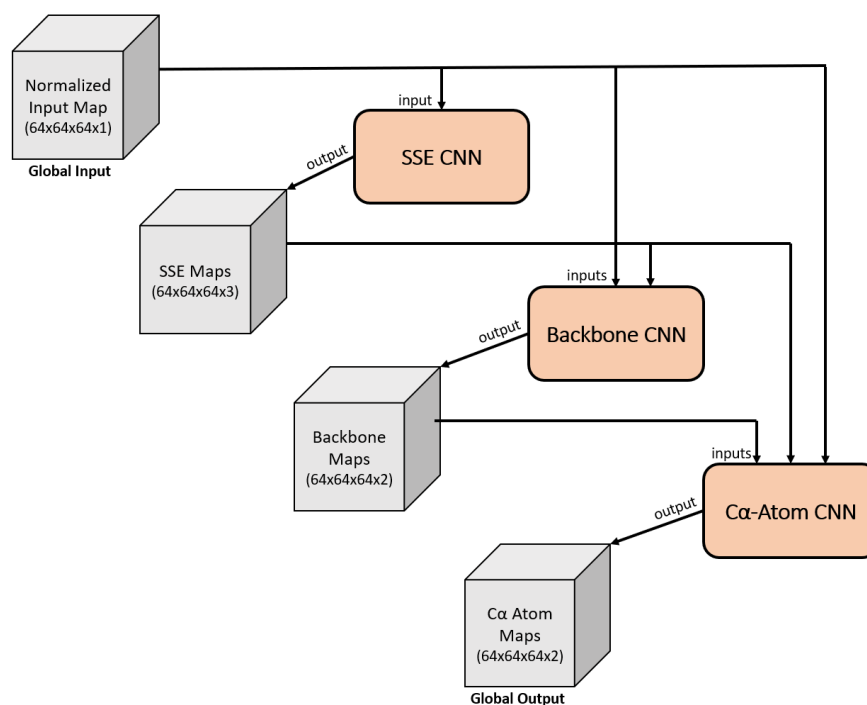 Normalized
Input Map
(64x64x64x1)
Global Input
input
SSE CNN
output
SSE Maps
(64x64x64x3)
inputs
Backbone CNN
output
Backbone
Maps
(64x64x64x2)
inputs
Cα-Atom CNN
output
Cα Atom
Maps
(64x64x64x2)
Global Output